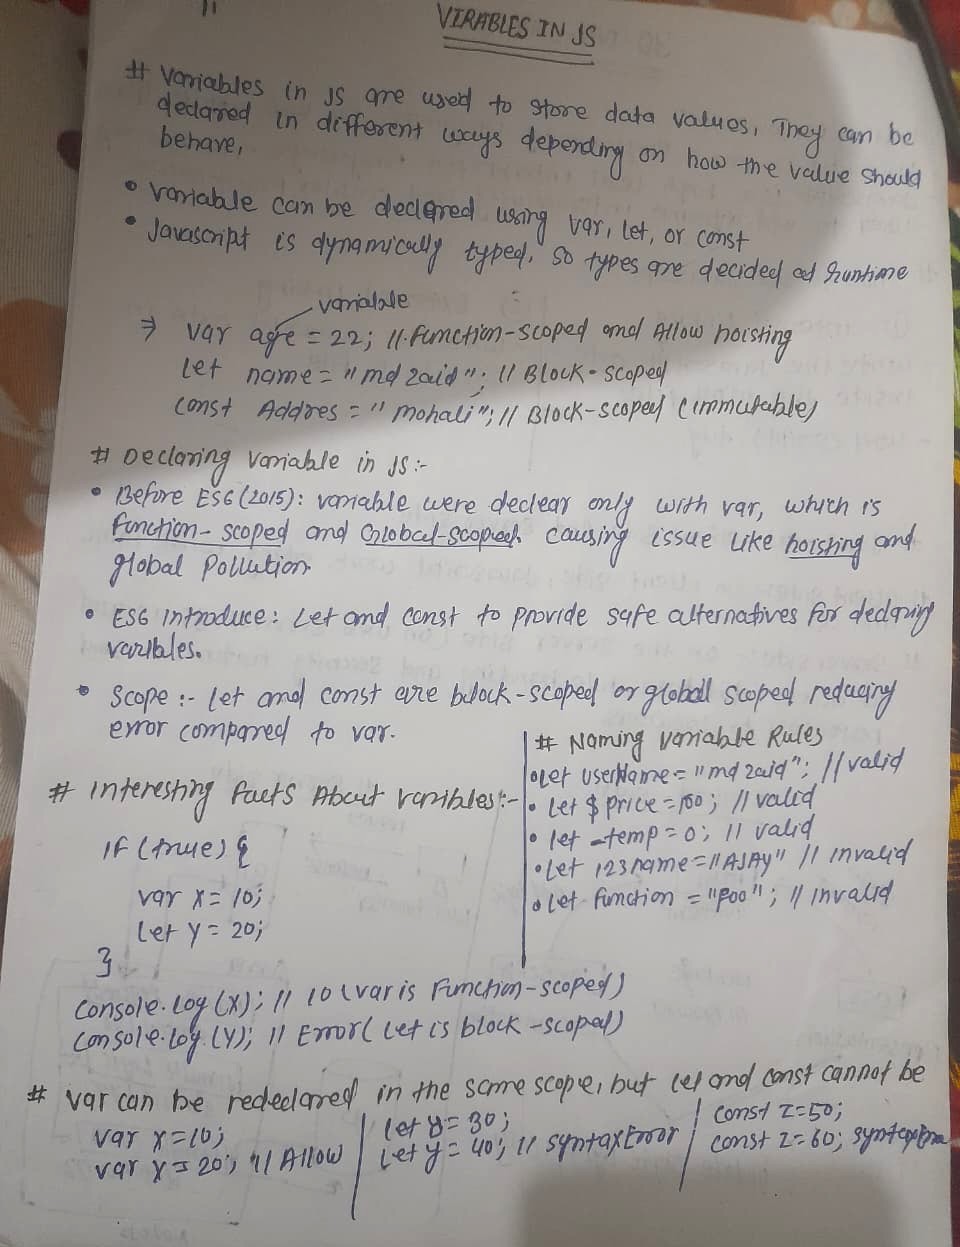 VIRABLES IN JS
# Variables in JS are used to store data values, They can be
declared in different ways depending on how the value should
behave,
• variable can be declared using var, let, or const
• Javascript is dynamically typed, so types are decided at runtime
variable
⇒ var age = 22; // function-scoped and Allow hoisting
let name = "md zaid"; // Block-scoped
const Addres = "mohali"; // Block-scoped (immutable)
# Declaring Variable in JS :-
• Before ES6 (2015): variable were declear only with var, which is
function-scoped and Global-scoped causing issue like hoisting and
global Pollution
• ES6 Introduce: Let and const to provide safe alternatives for declaring
varibles.
• Scope :- let and const are block-scoped or globall scoped reducing
error compared to var.
# Interesting facts About varibles :-
if (true) {
var x = 10;
let y = 20;
}
console.log (x); // 10 (var is Function-scoped)
console.log (y); // Error (let is block-scoped)
# Naming variable Rules
• let userName = "md zaid"; // valid
• let $ price = 100; // valid
• let _temp = 0; // valid
• Let 123name = "AJAy" // invalid
• let function = "foo"; // invalid
# var can be redeclared in the same scope, but let and const cannot be
var x = 10;
var x = 20; // Allow
let y = 30;
let y = 40; // syntaxError
const z = 50;
const z = 60; syntaxError